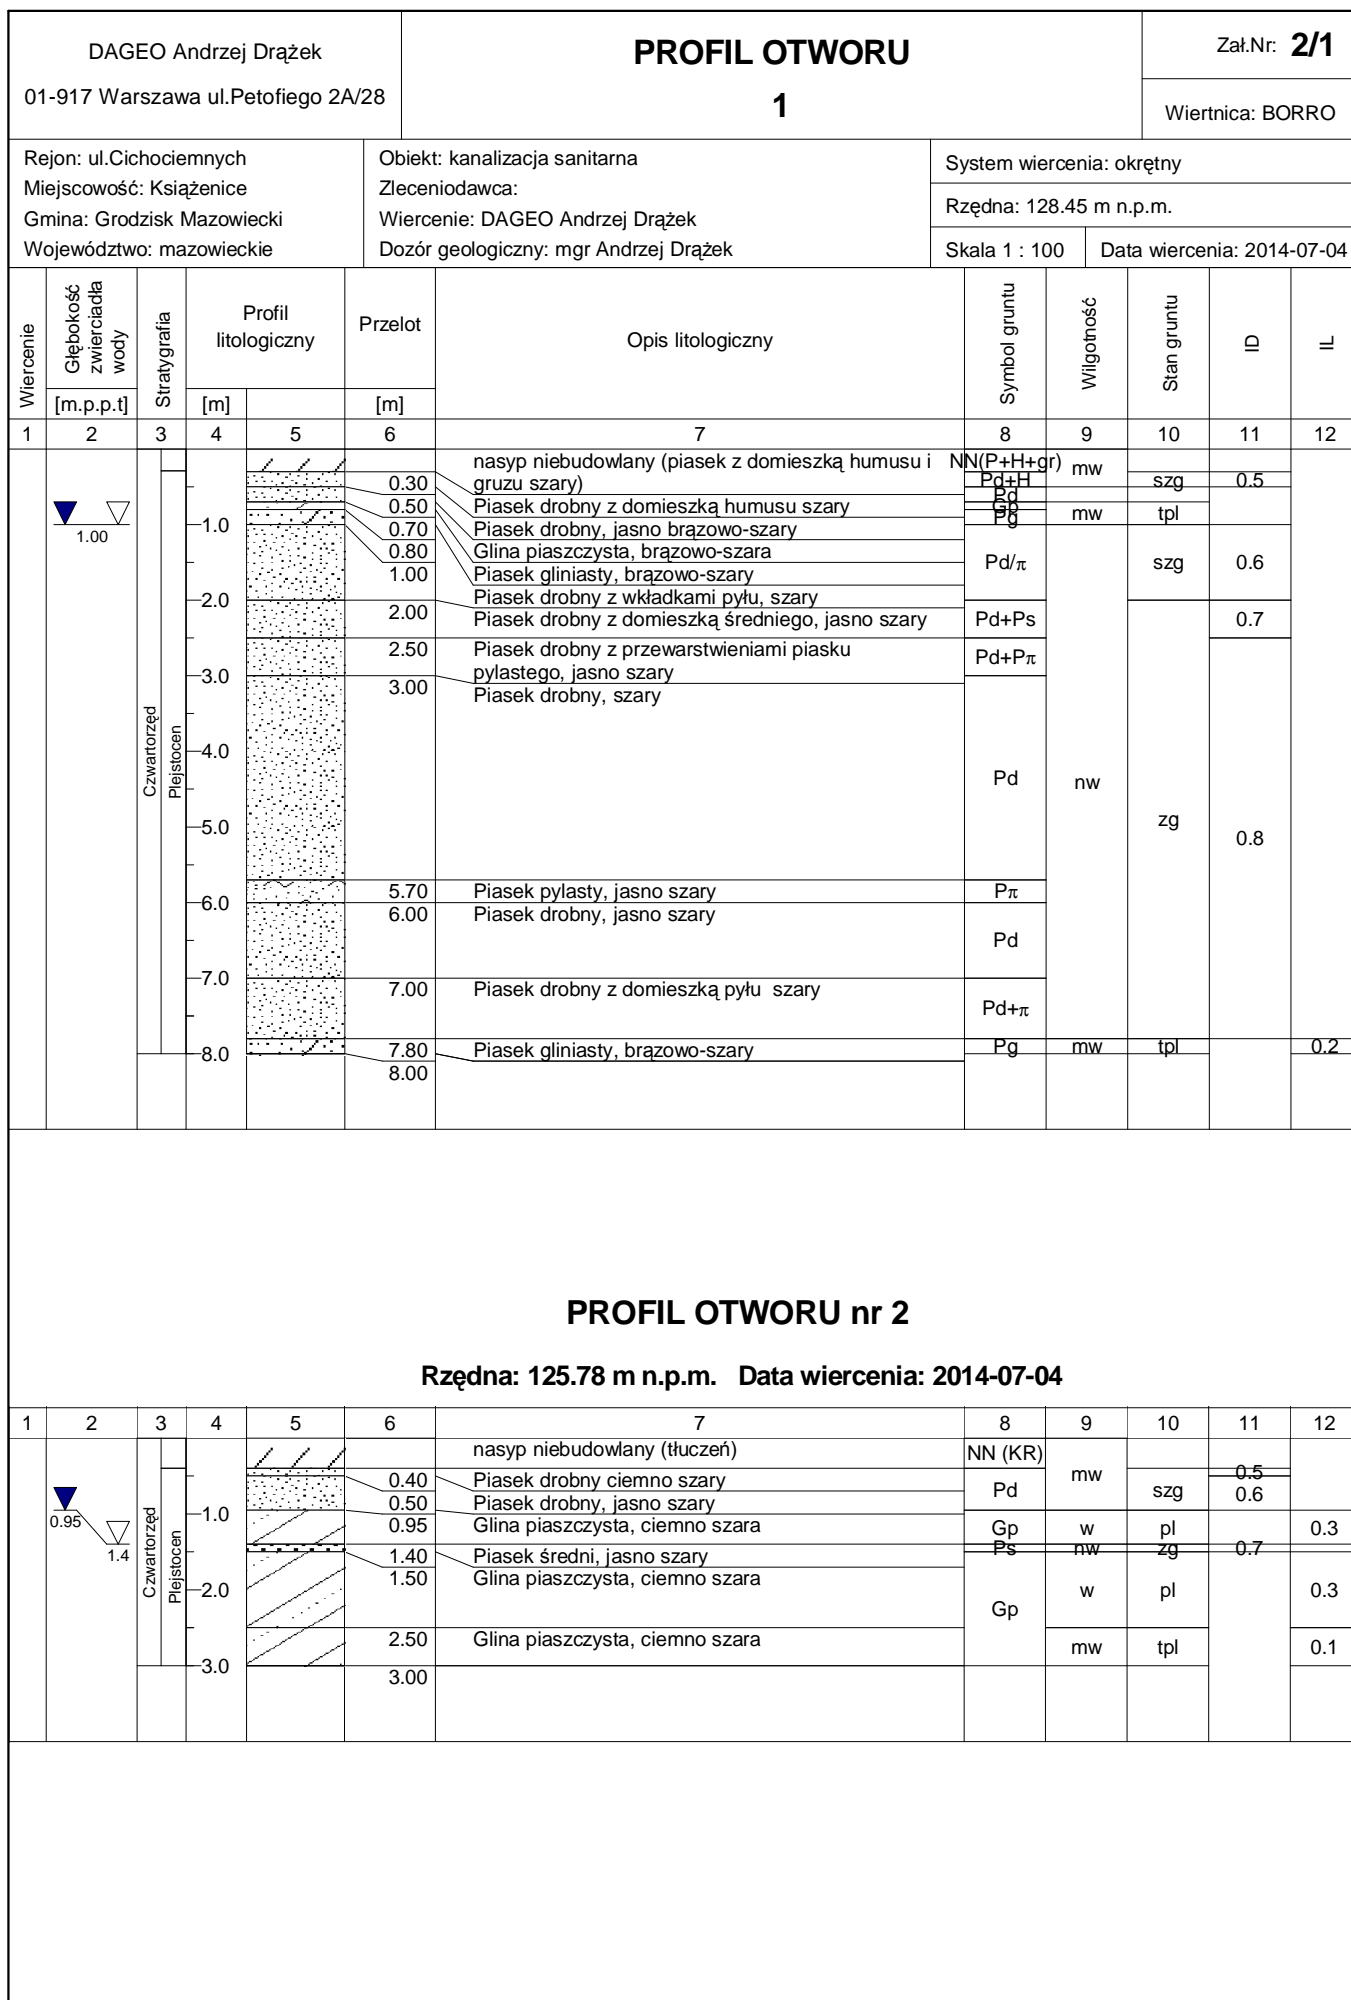 DAGEO Andrzej Drążek
01-917 Warszawa ul.Petofiego 2A/28
PROFIL OTWORU
1
Zał.Nr: 2/1
Wiertnica: BORRO
Rejon: ul.Cichociemnych
Miejscowość: Książenice
Gmina: Grodzisk Mazowiecki
Województwo: mazowieckie
Obiekt: kanalizacja sanitarna
Zleceniodawca:
Wiercenie: DAGEO Andrzej Drążek
Dozór geologiczny: mgr Andrzej Drążek
System wiercenia: okrętny
Rzędna: 128.45 m n.p.m.
Skala 1 : 100 Data wiercenia: 2014-07-04
Wiercenie
Głębokość zwierciadła wody
[m.p.p.t]
Stratygrafia
Profil litologiczny
[m]
Przelot
[m]
Opis litologiczny
Symbol gruntu
Wilgotność
Stan gruntu
ID
IL
1 2 3 4 5 6 7 8 9 10 11 12
1.00
Czwartorzęd
Plejstocen
1.0
2.0
3.0
4.0
5.0
6.0
7.0
8.0
0.30
0.50
0.70
0.80
1.00
2.00
2.50
3.00
5.70
6.00
7.00
7.80
8.00
nasyp niebudowlany (piasek z domieszką humusu i
gruzu szary)
Piasek drobny z domieszką humusu szary
Piasek drobny, jasno brązowo-szary
Glina piaszczysta, brązowo-szara
Piasek gliniasty, brązowo-szary
Piasek drobny z wkładkami pyłu, szary
Piasek drobny z domieszką średniego, jasno szary
Piasek drobny z przewarstwieniami piasku
pylastego, jasno szary
Piasek drobny, szary
Piasek pylasty, jasno szary
Piasek drobny, jasno szary
Piasek drobny z domieszką pyłu szary
Piasek gliniasty, brązowo-szary
NN(P+H+gr)
Pd+H
Pd
Gp
Pg
Pd/π
Pd+Ps
Pd+Pπ
Pd
Pπ
Pd
Pd+π
Pg
mw
mw
nw
mw
szg
tpl
szg
zg
tpl
0.5
0.6
0.7
0.8
0.2
PROFIL OTWORU nr 2
Rzędna: 125.78 m n.p.m. Data wiercenia: 2014-07-04
1 2 3 4 5 6 7 8 9 10 11 12
0.95
1.4
Czwartorzęd
Plejstocen
1.0
2.0
3.0
0.40
0.50
0.95
1.40
1.50
2.50
3.00
nasyp niebudowlany (tłuczeń)
Piasek drobny ciemno szary
Piasek drobny, jasno szary
Glina piaszczysta, ciemno szara
Piasek średni, jasno szary
Glina piaszczysta, ciemno szara
Glina piaszczysta, ciemno szara
NN (KR)
Pd
Gp
Ps
Gp
mw
w
nw
w
mw
szg
pl
zg
pl
tpl
0.5
0.6
0.7
0.3
0.3
0.1